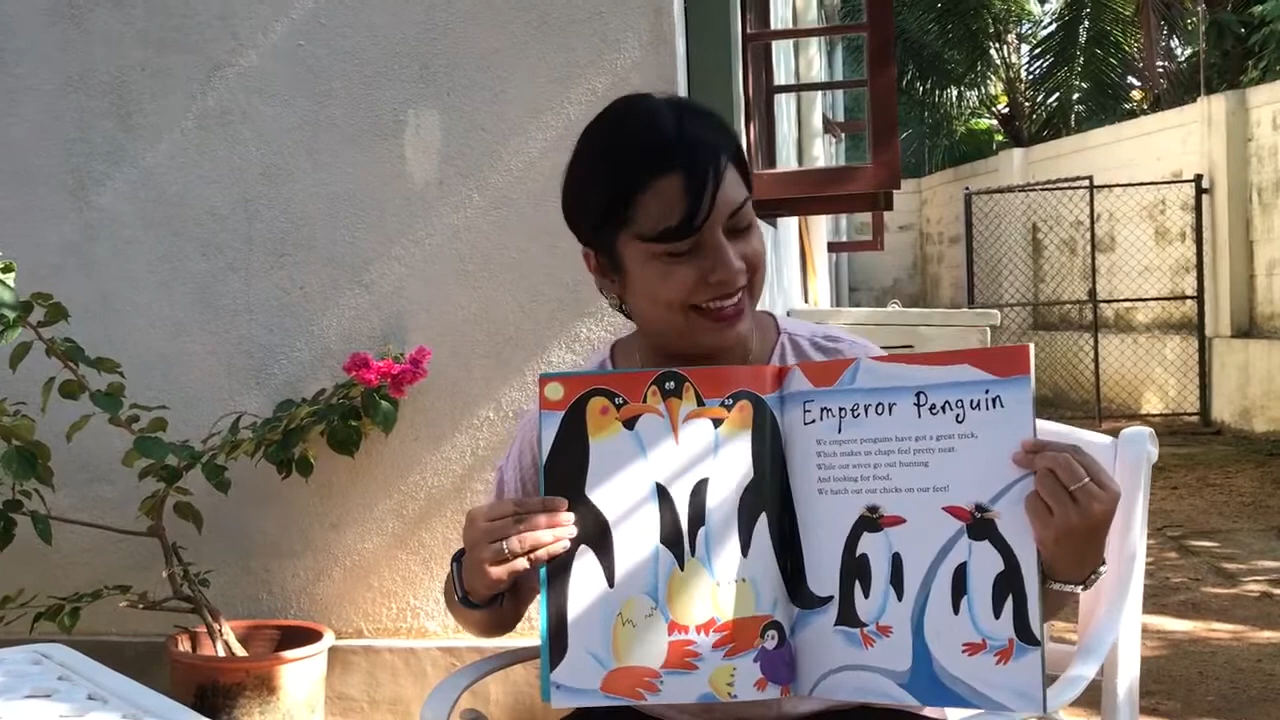 Emperor Penguin
We emperor penguins have got a great trick,
Which makes us chaps feel pretty neat.
While our wives go out hunting
And looking for food,
We hatch out our chicks on our feet!